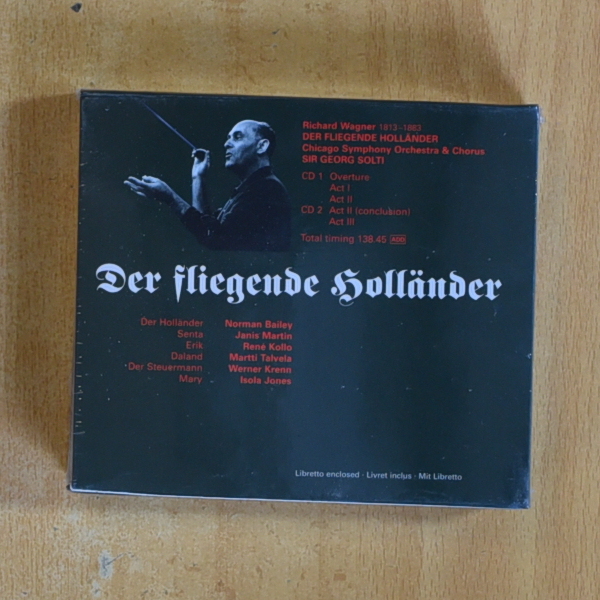 Richard Wagner 1813–1883
DER FLIEGENDE HOLLÄNDER
Chicago Symphony Orchestra & Chorus
SIR GEORG SOLTI
CD 1 Overture
Act I
Act II
CD 2 Act II (conclusion)
Act III
Total timing 138.45 ADD
Der fliegende Holländer
Der Holländer Norman Bailey
Senta Janis Martin
Erik René Kollo
Daland Martti Talvela
Der Steuermann Werner Krenn
Mary Isola Jones
Libretto enclosed · Livret inclus · Mit Libretto